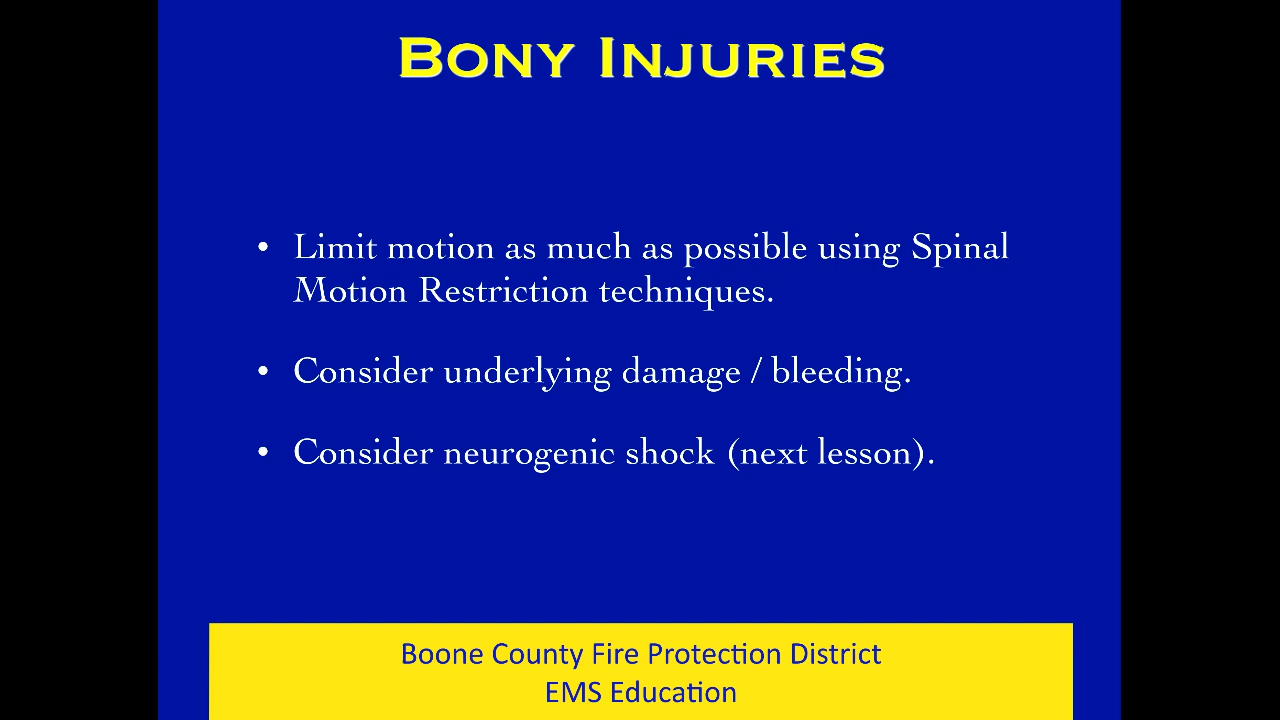 Bony Injuries
• Limit motion as much as possible using Spinal
Motion Restriction techniques.
• Consider underlying damage / bleeding.
• Consider neurogenic shock (next lesson).
Boone County Fire Protection District
EMS Education